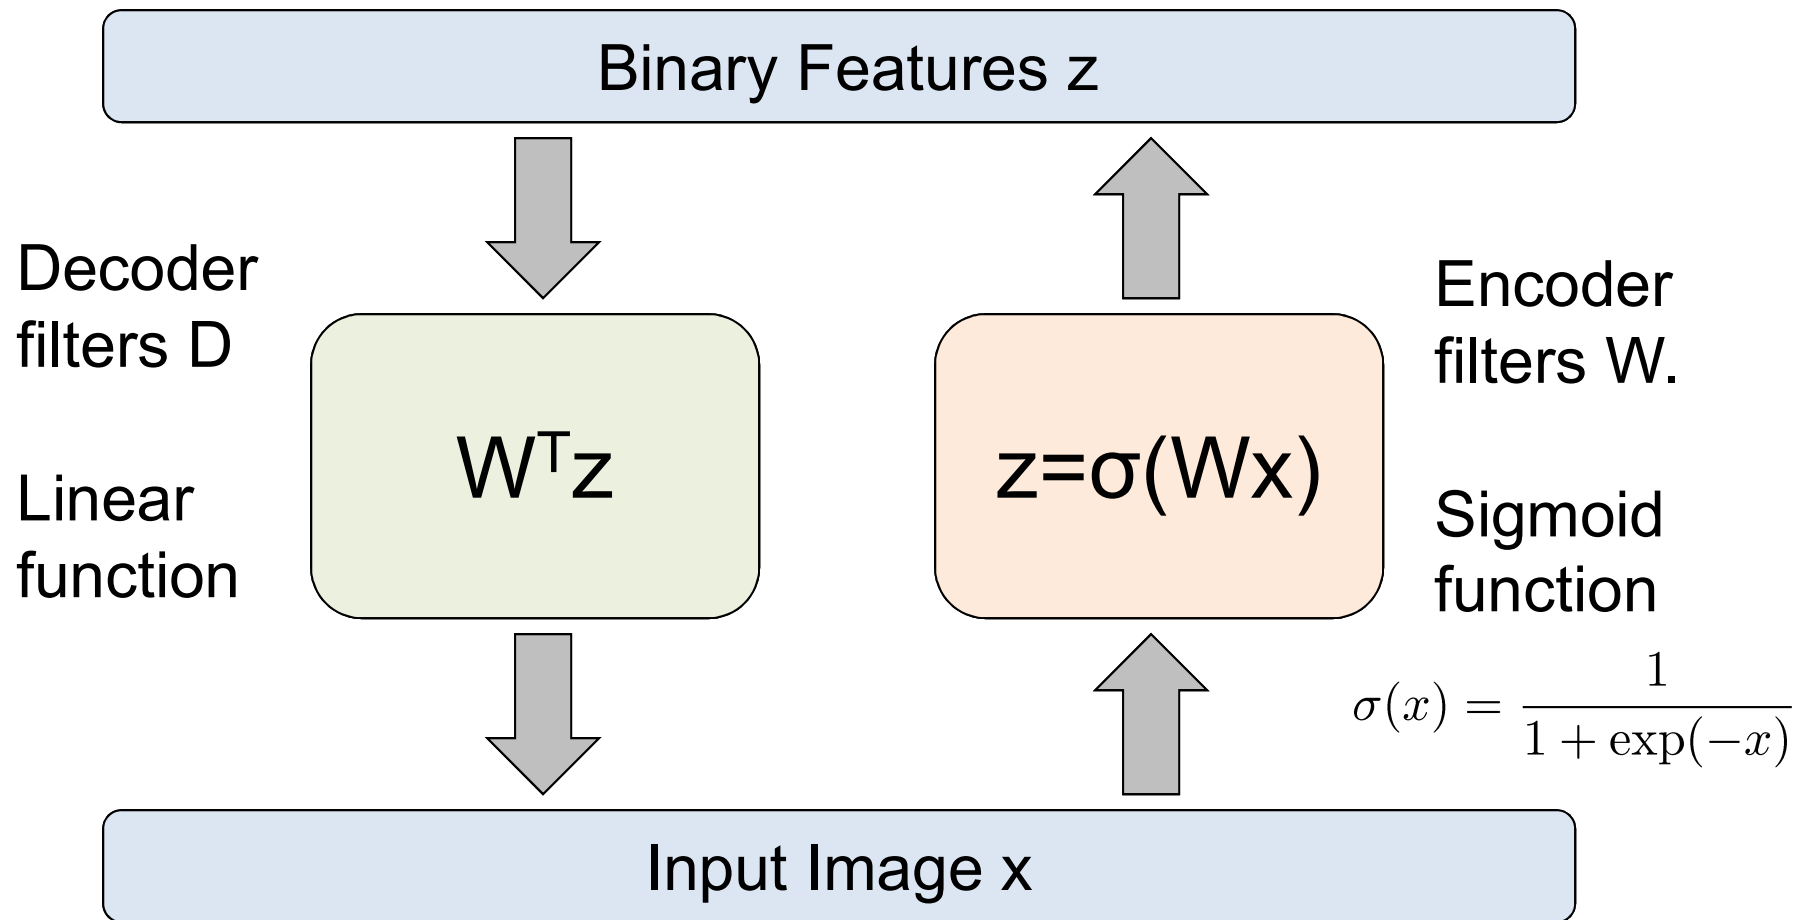 Binary Features z
Decoder
filters D
Linear
function
WᵀZ
z=σ(Wx)
Encoder
filters W.
Sigmoid
function
σ(x) = 1 / (1 + exp(−x))
Input Image x